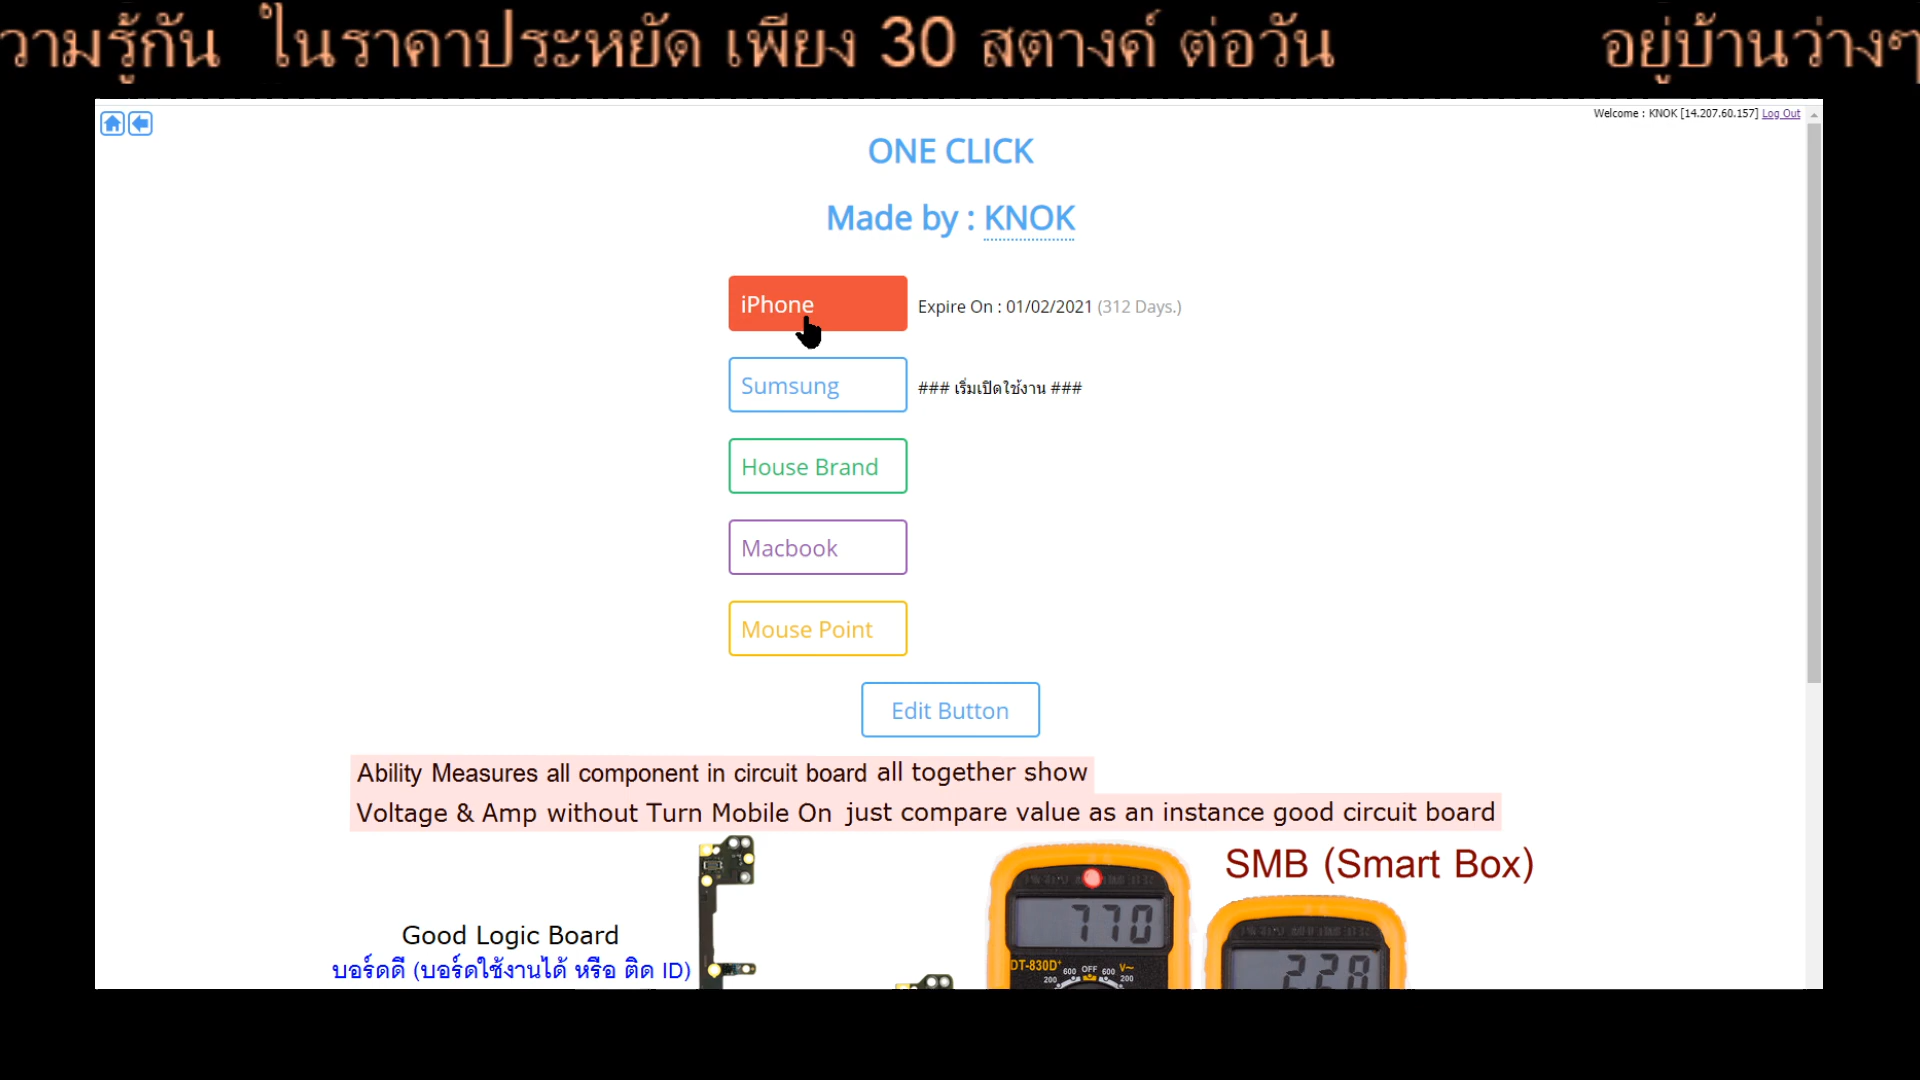 วามรู้กัน ในราคาประหยัด เพียง 30 สตางค์ ต่อวัน อยู่บ้านว่างๆ
Welcome : KNOK [14.207.60.157] Log Out
ONE CLICK
Made by : KNOK
iPhone Expire On : 01/02/2021 (312 Days.)
Sumsung ### เริ่มเปิดใช้งาน ###
House Brand
Macbook
Mouse Point
Edit Button
Ability Measures all component in circuit board all together show
Voltage & Amp without Turn Mobile On just compare value as an instance good circuit board
SMB (Smart Box)
770
Good Logic Board
DT-830D+ 600 OFF 600 V~
200 200
2.28
บอร์ดดี (บอร์ดใช้งานได้ หรือ ติด ID)